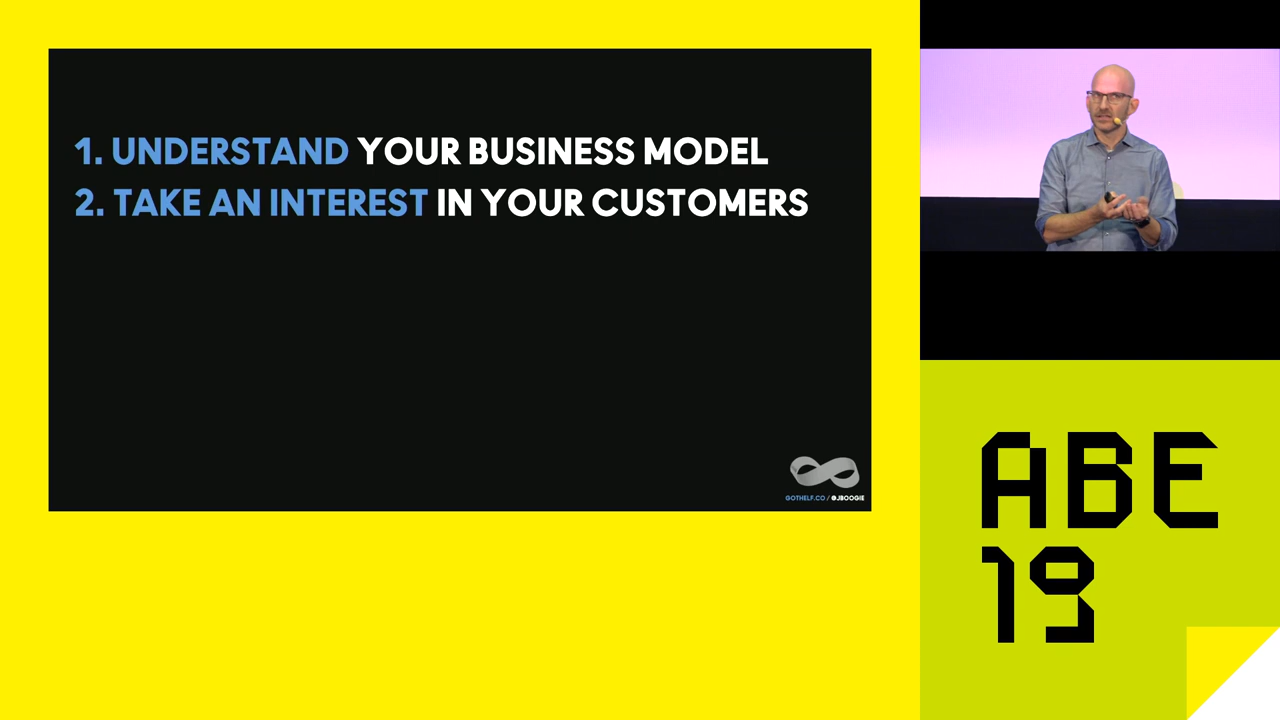 1. UNDERSTAND YOUR BUSINESS MODEL
2. TAKE AN INTEREST IN YOUR CUSTOMERS
GOTHELF.CO / @JBOOGIE
ABE
19